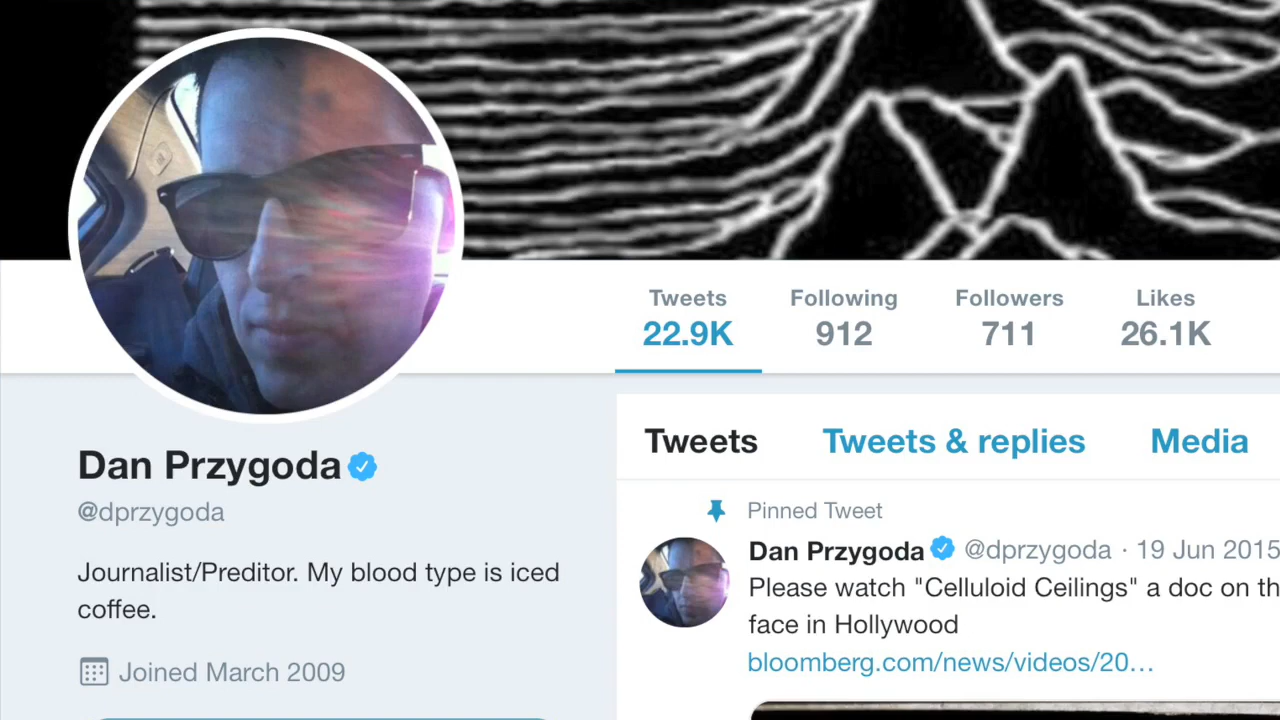 Tweets
22.9K
Following
912
Followers
711
Likes
26.1K
Dan Przygoda
@dprzygoda
Journalist/Preditor. My blood type is iced
coffee.
Joined March 2009
Tweets
Tweets & replies
Media
Pinned Tweet
Dan Przygoda @dprzygoda · 19 Jun 2015
Please watch "Celluloid Ceilings" a doc on th
face in Hollywood
bloomberg.com/news/videos/20…